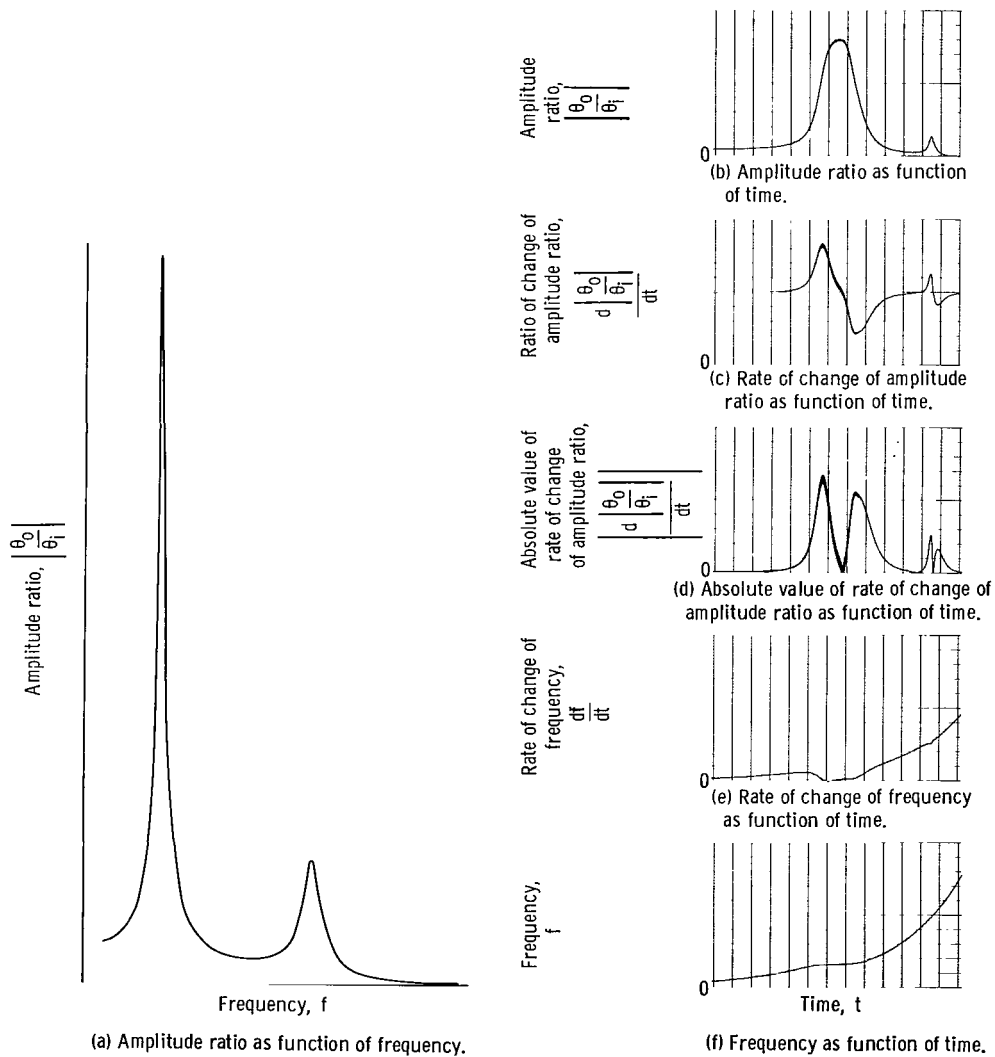 Amplitude ratio, |θo/θi|
Frequency, f
(a) Amplitude ratio as function of frequency.
Amplitude
ratio,
|θo/θi|
0
(b) Amplitude ratio as function
of time.
Ratio of change of
amplitude ratio,
d|θo/θi|
dt
0
(c) Rate of change of amplitude
ratio as function of time.
Absolute value of
rate of change
of amplitude ratio,
|d|θo/θi|
dt|
0
(d) Absolute value of rate of change of
amplitude ratio as function of time.
Rate of change of
frequency,
df
dt
0
(e) Rate of change of frequency
as function of time.
Frequency,
f
0
Time, t
(f) Frequency as function of time.